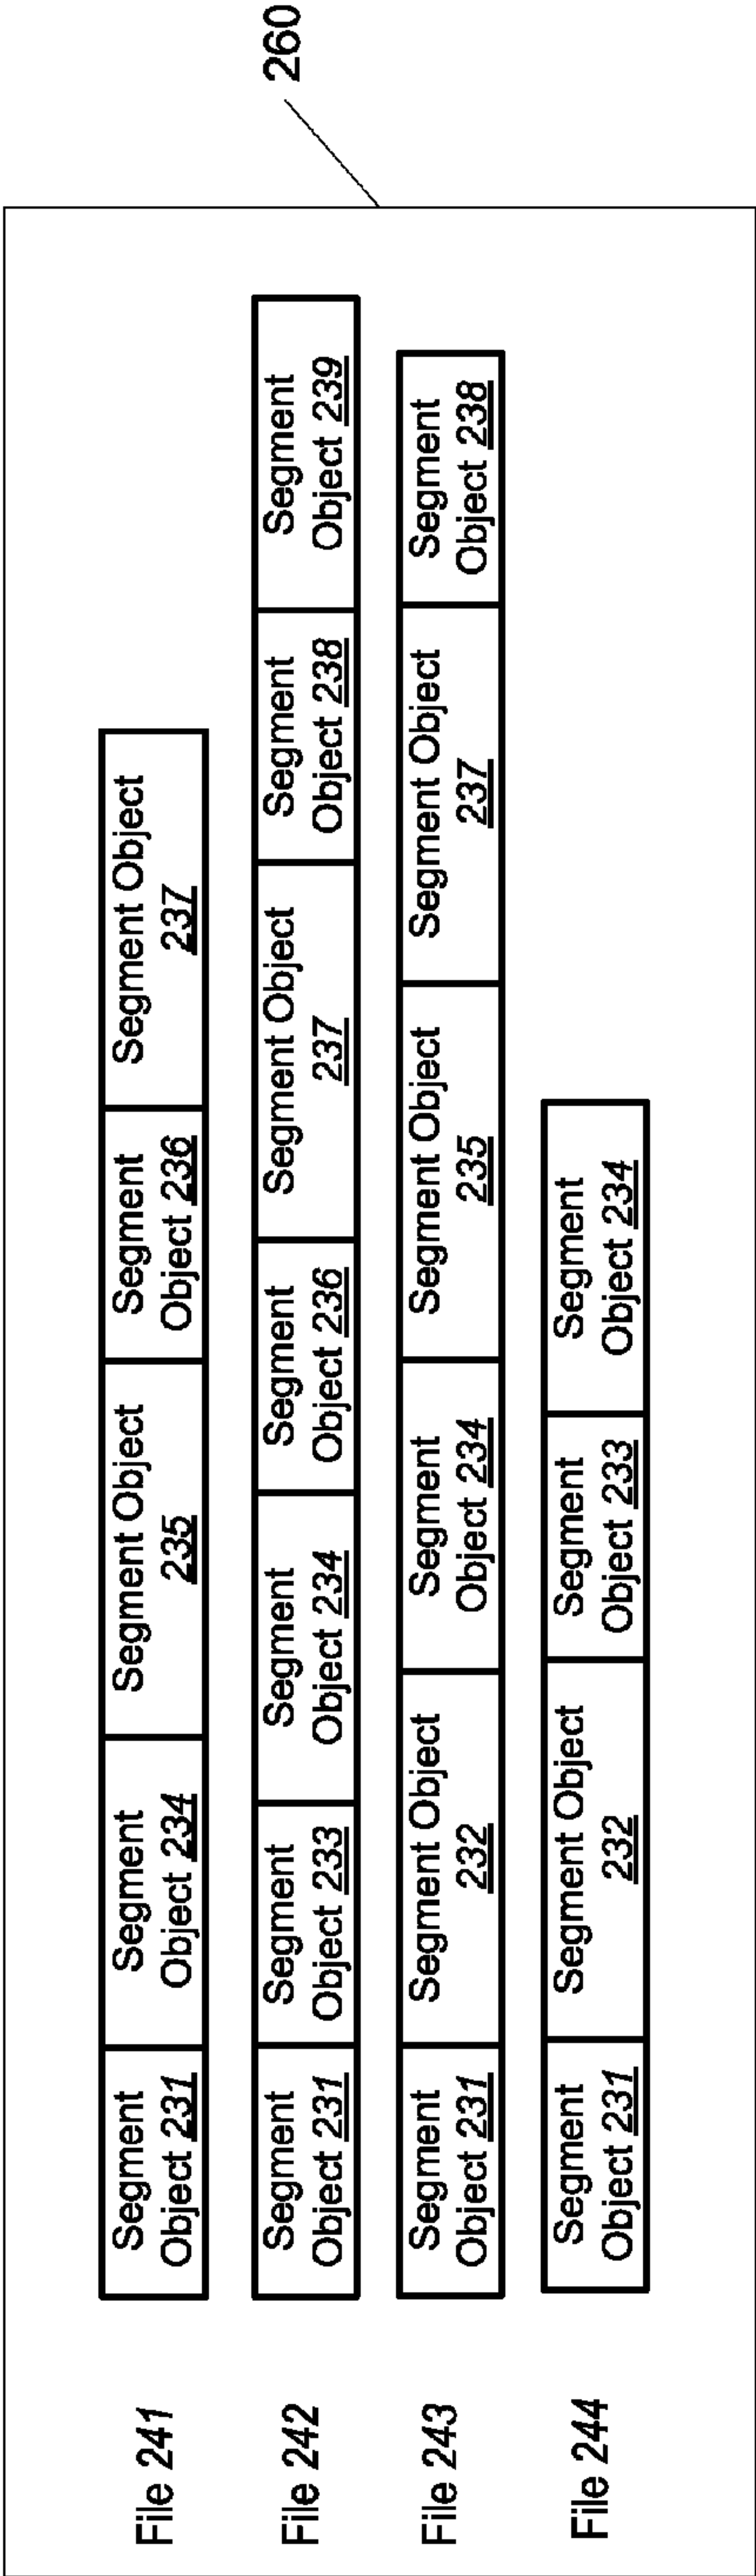 260
File 241
Segment
Object 231
Segment
Object 234
Segment Object
235
Segment
Object 236
Segment Object
237
File 242
Segment
Object 231
Segment
Object 233
Segment
Object 234
Segment
Object 236
Segment Object
237
Segment
Object 238
Segment
Object 239
File 243
Segment
Object 231
Segment Object
232
Segment
Object 234
Segment Object
235
Segment Object
237
Segment
Object 238
File 244
Segment
Object 231
Segment Object
232
Segment
Object 233
Segment
Object 234